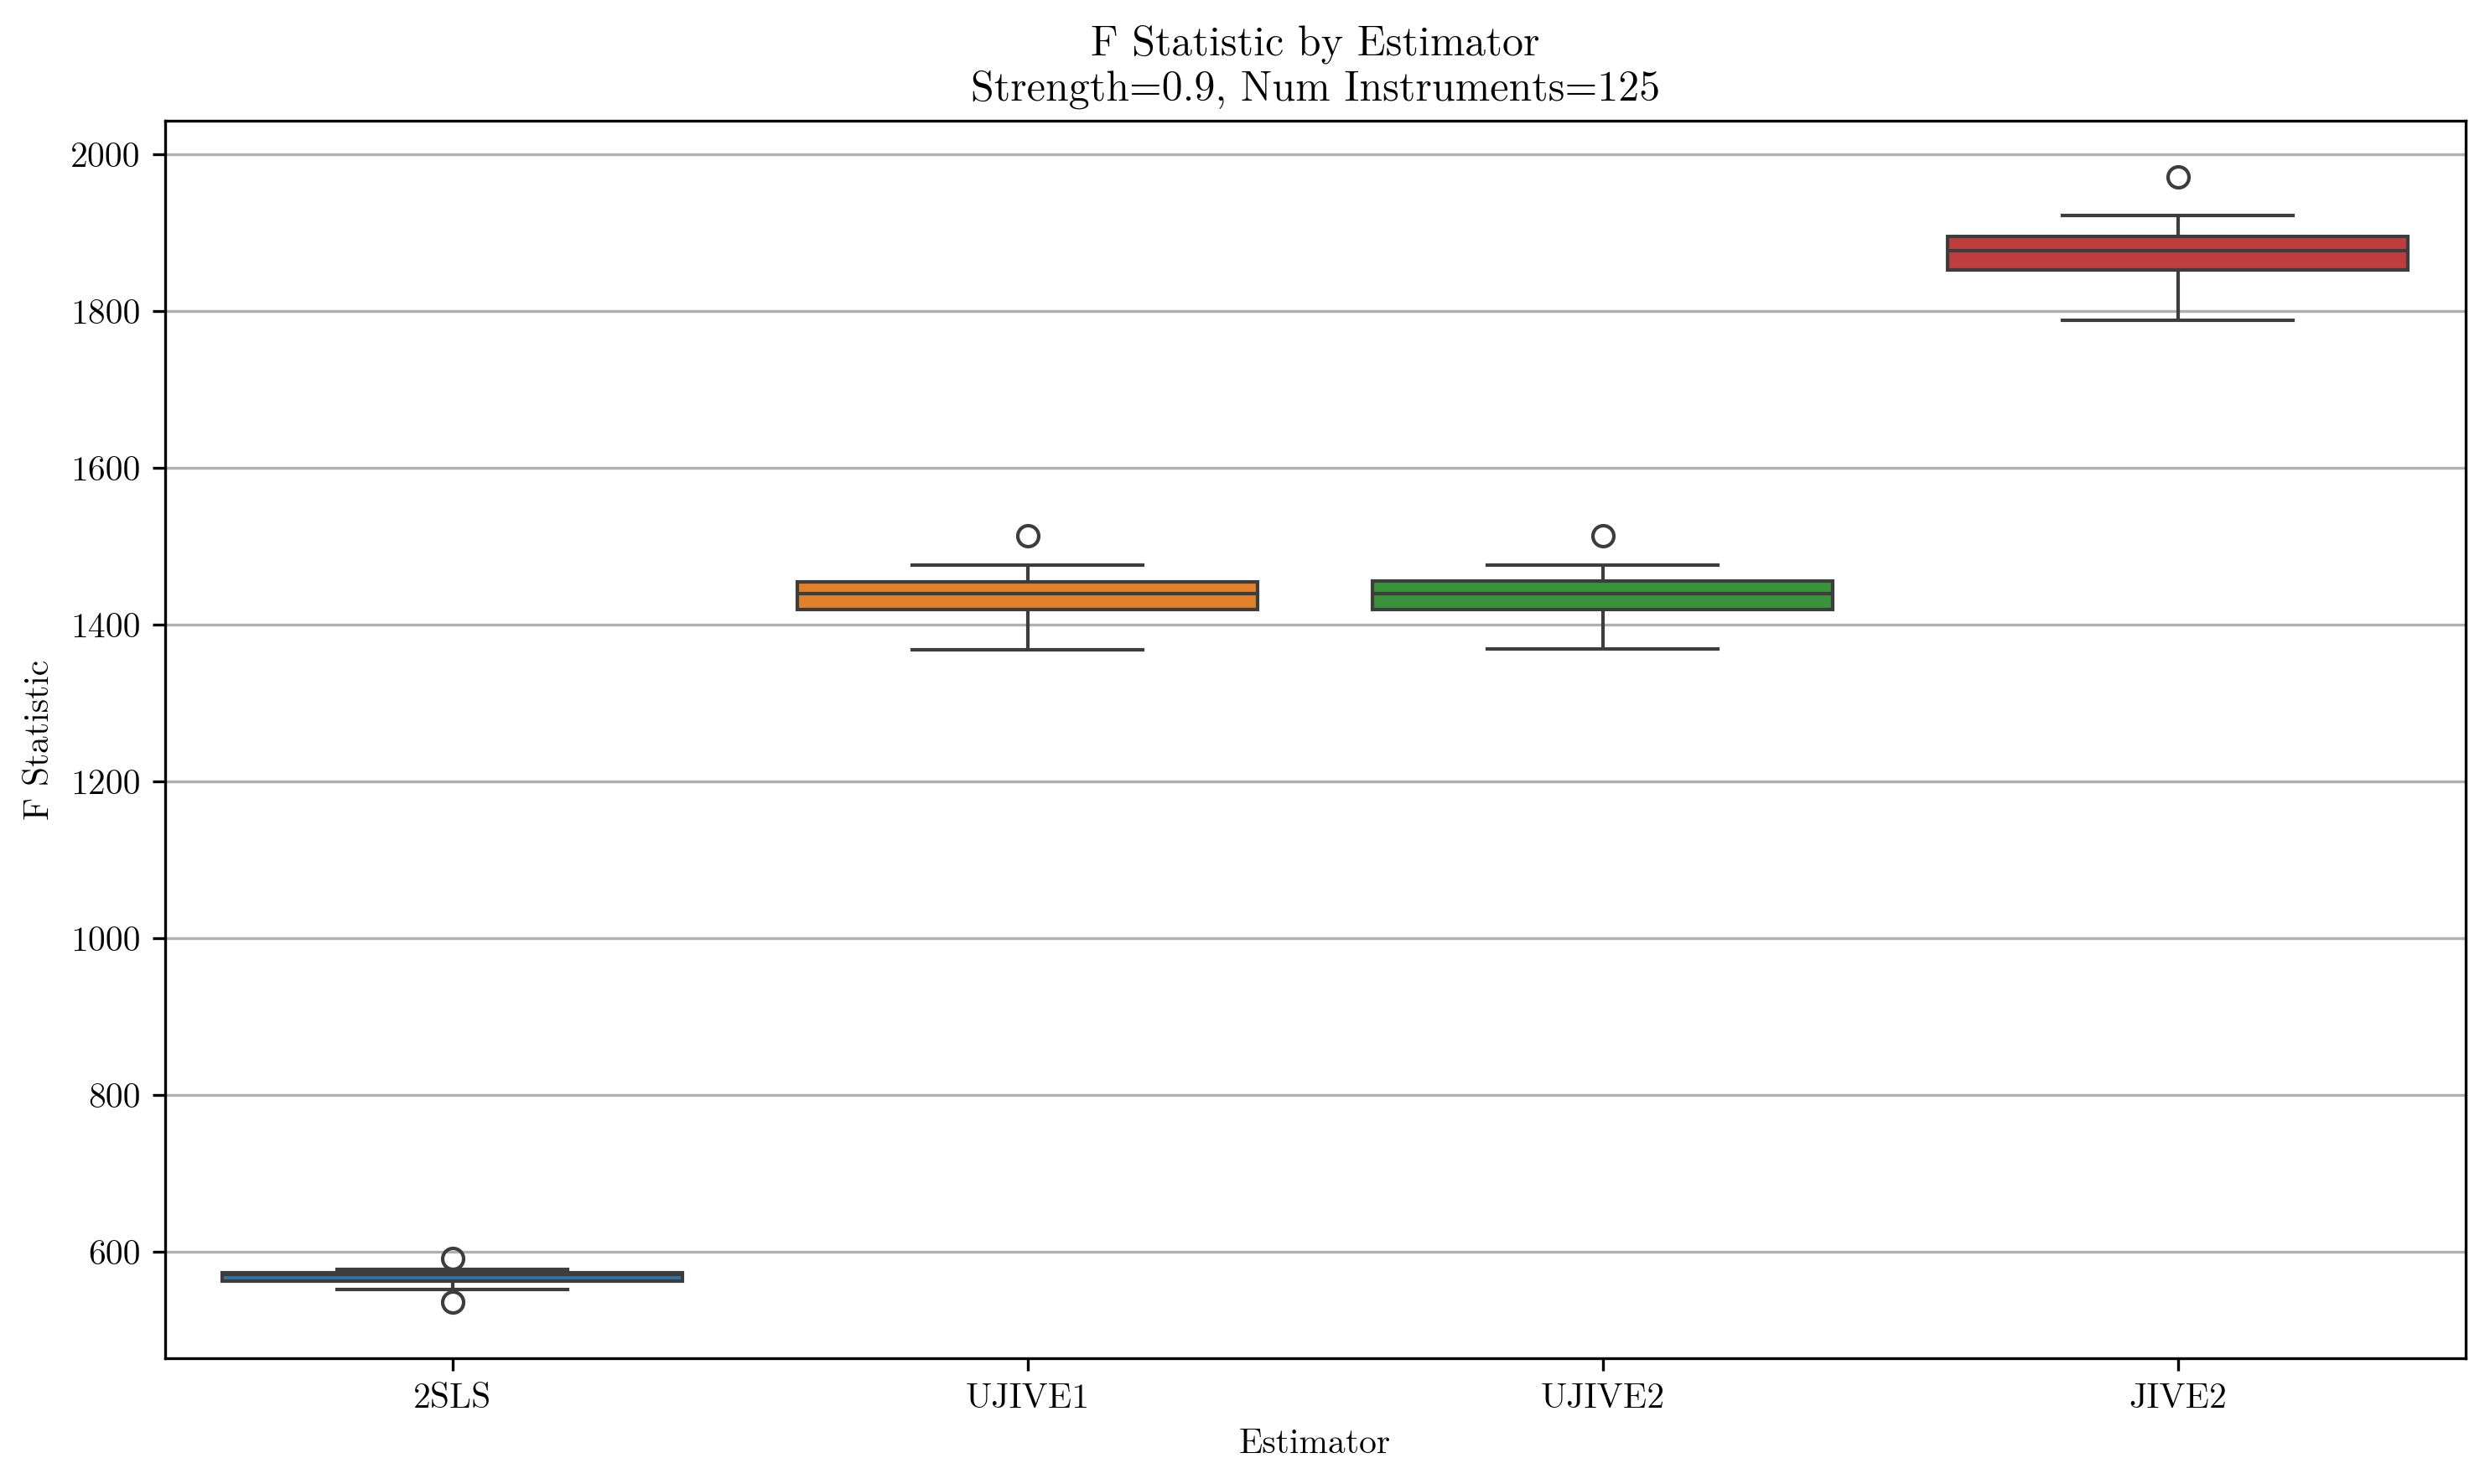 F Statistic by Estimator
Strength=0.9, Num Instruments=125
F Statistic
2000
1800
1600
1400
1200
1000
800
600
2SLS
UJIVE1
UJIVE2
JIVE2
Estimator